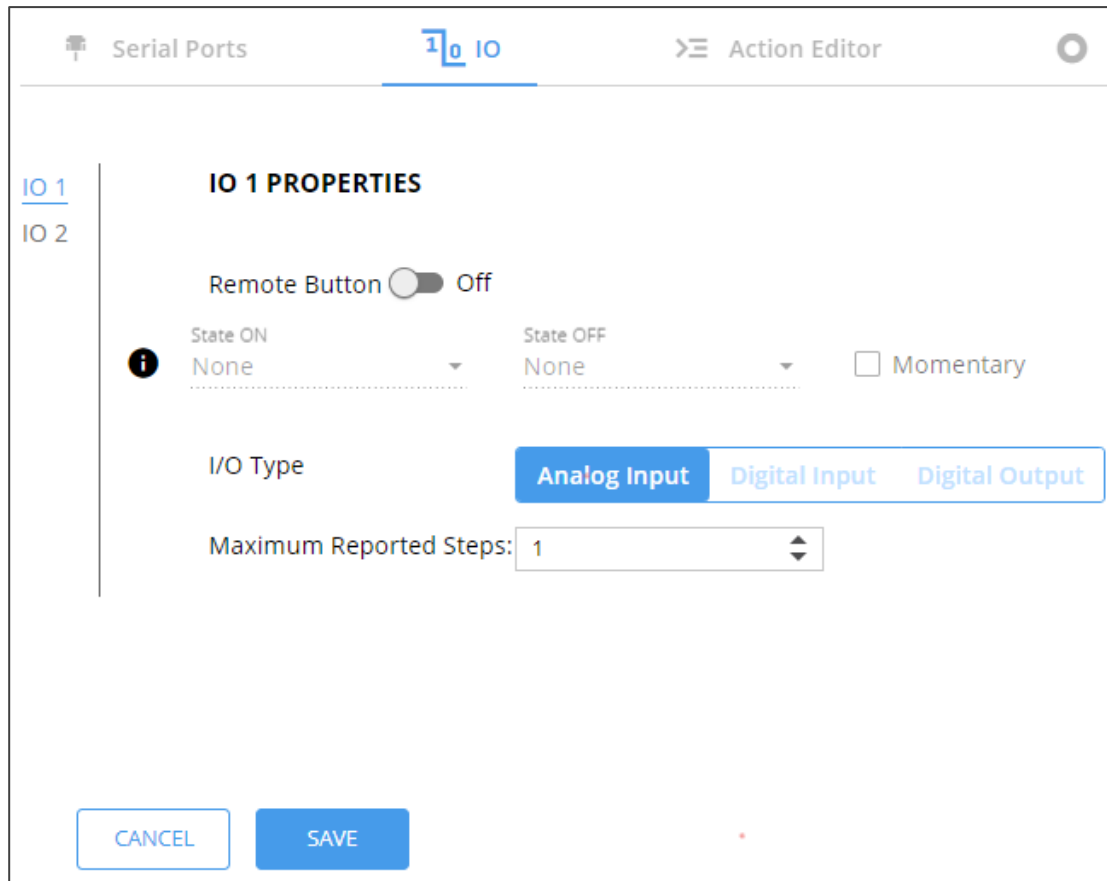 Serial Ports 1 0 IO Action Editor
IO 1
IO 2
IO 1 PROPERTIES
Remote Button Off
State ON State OFF
None None Momentary
I/O Type Analog Input Digital Input Digital Output
Maximum Reported Steps: 1
CANCEL SAVE